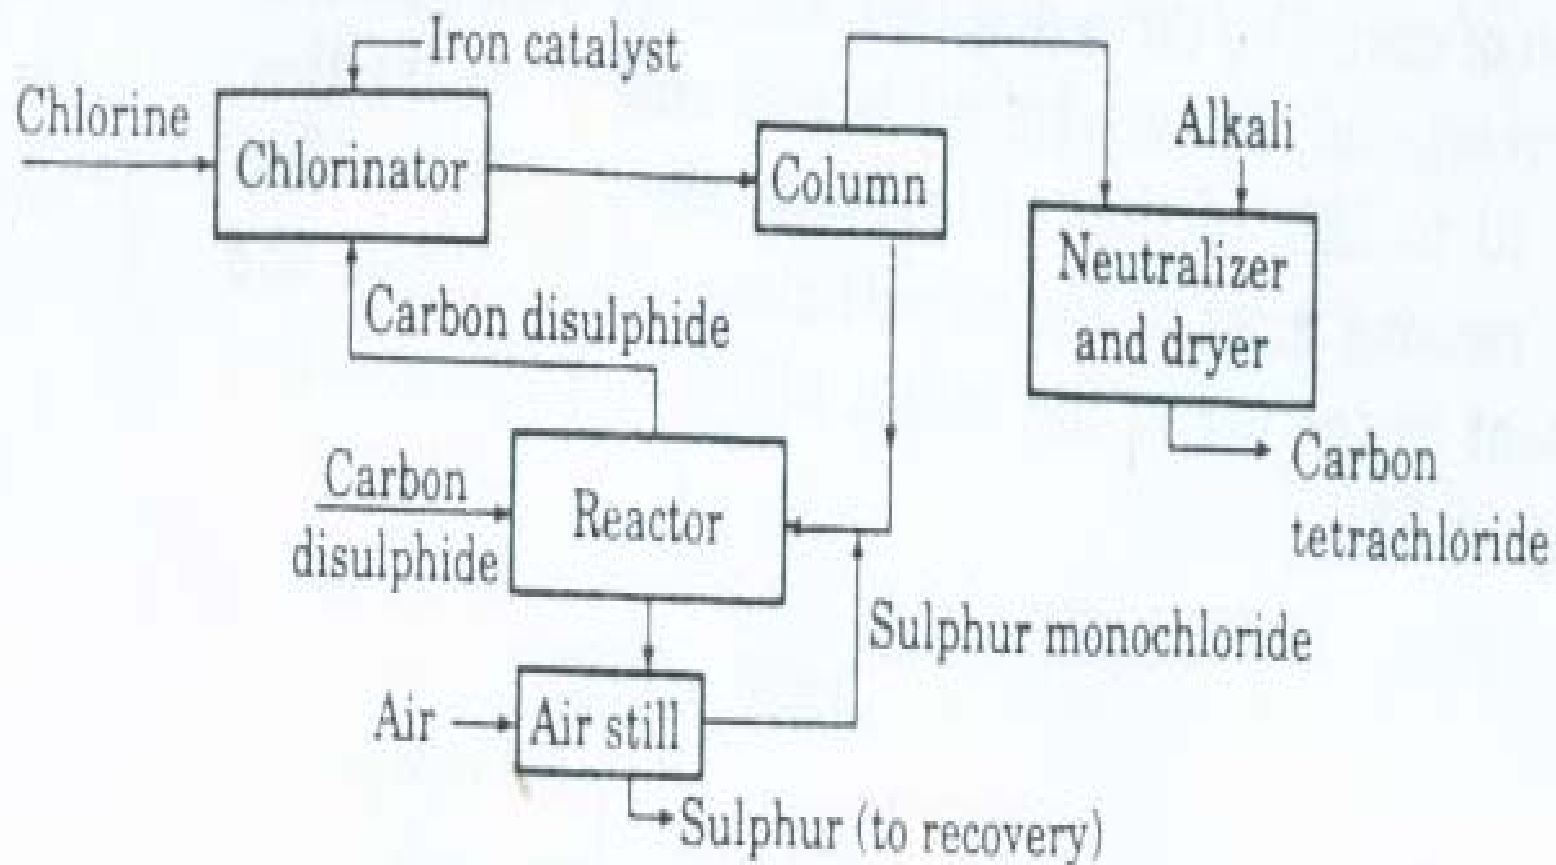 Iron catalyst
Chlorine
Chlorinator
Column
Alkali
Neutralizer
and dryer
Carbon disulphide
Carbon
disulphide
Reactor
Carbon
tetrachloride
Sulphur monochloride
Air
Air still
Sulphur (to recovery)